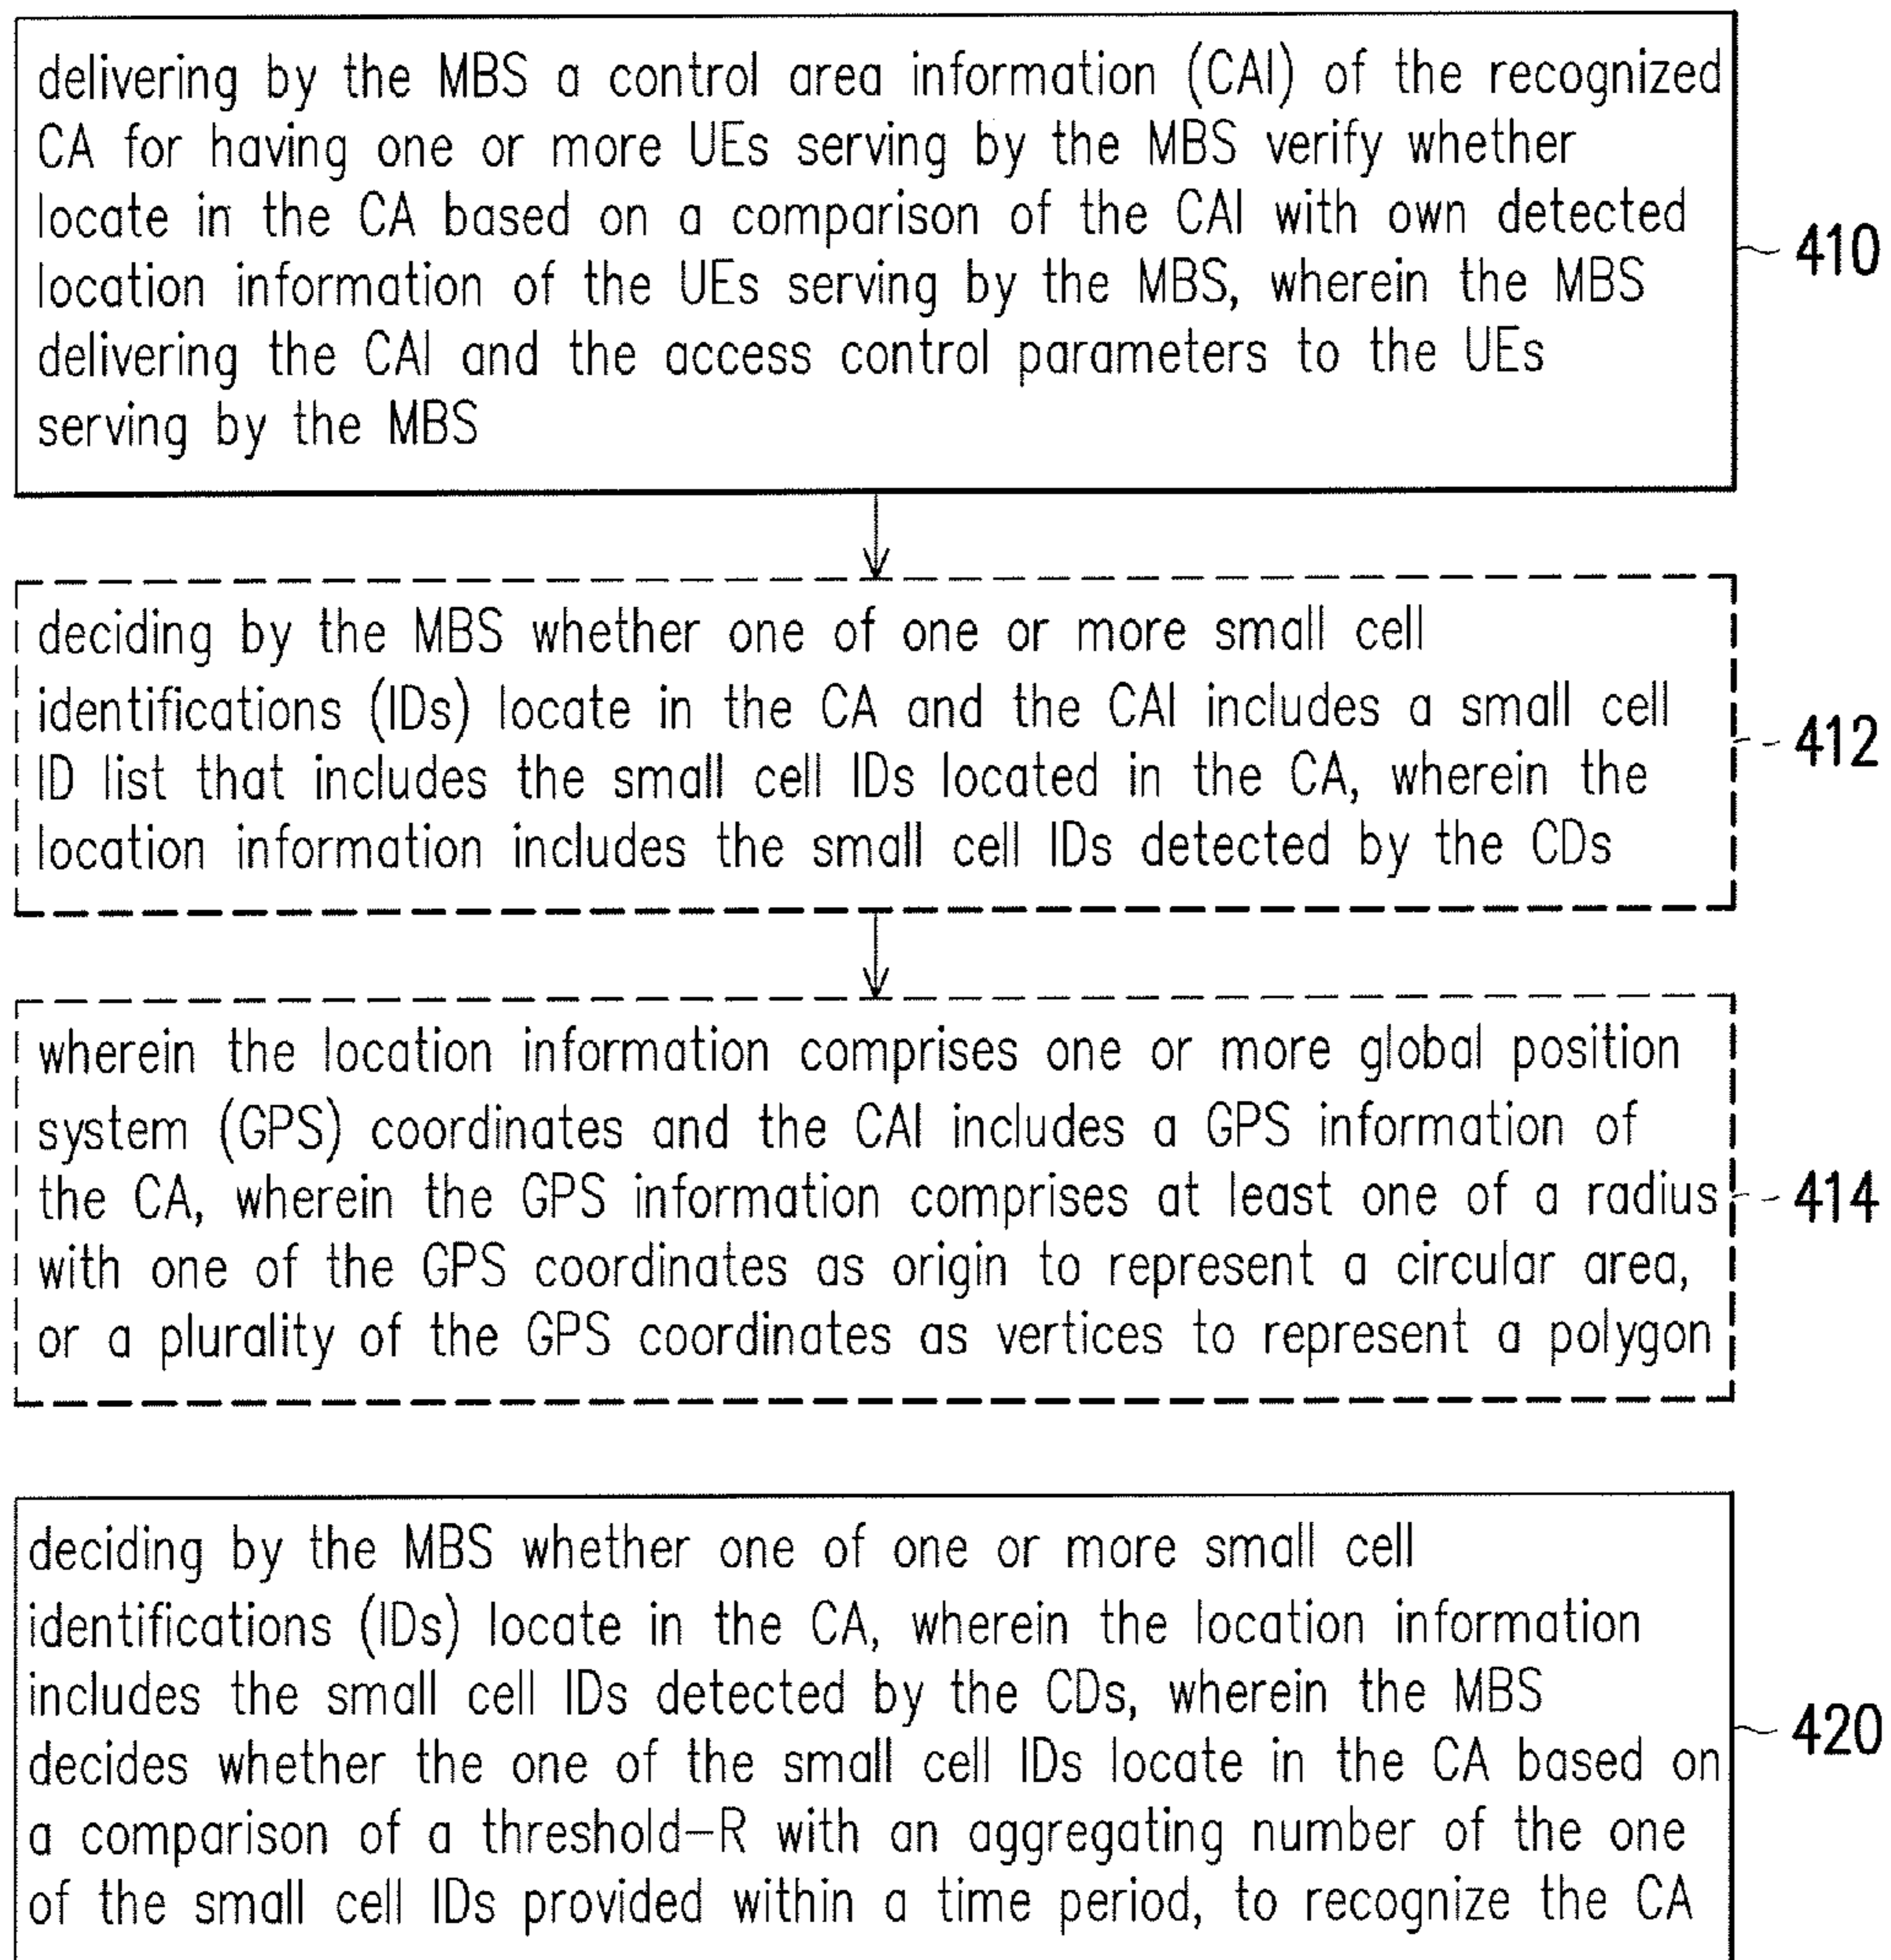 delivering by the MBS a control area information (CAI) of the recognized
CA for having one or more UEs serving by the MBS verify whether
locate in the CA based on a comparison of the CAI with own detected
location information of the UEs serving by the MBS, wherein the MBS
delivering the CAI and the access control parameters to the UEs
serving by the MBS
410
deciding by the MBS whether one of one or more small cell
identifications (IDs) locate in the CA and the CAI includes a small cell
ID list that includes the small cell IDs located in the CA, wherein the
location information includes the small cell IDs detected by the CDs
412
wherein the location information comprises one or more global position
system (GPS) coordinates and the CAI includes a GPS information of
the CA, wherein the GPS information comprises at least one of a radius
with one of the GPS coordinates as origin to represent a circular area,
or a plurality of the GPS coordinates as vertices to represent a polygon
414
deciding by the MBS whether one of one or more small cell
identifications (IDs) locate in the CA, wherein the location information
includes the small cell IDs detected by the CDs, wherein the MBS
decides whether the one of the small cell IDs locate in the CA based on
a comparison of a threshold-R with an aggregating number of the one
of the small cell IDs provided within a time period, to recognize the CA
420